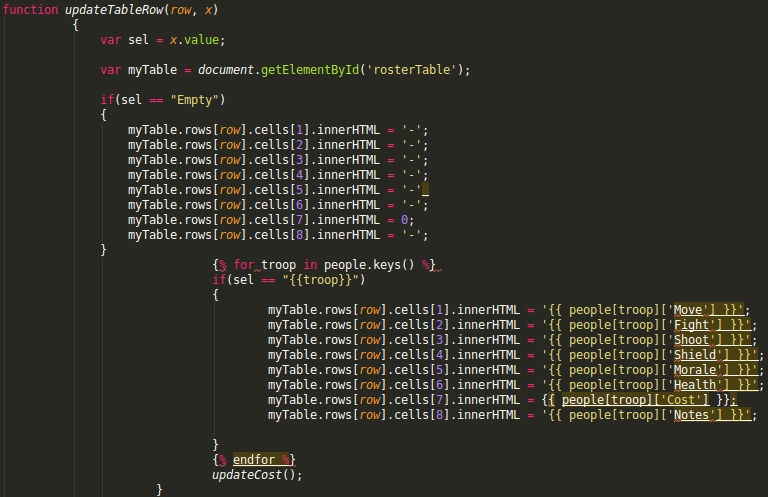 function updateTableRow(row, x)
{
var sel = x.value;
var myTable = document.getElementById('rosterTable');
if(sel == "Empty")
{
myTable.rows[row].cells[1].innerHTML = '-';
myTable.rows[row].cells[2].innerHTML = '-';
myTable.rows[row].cells[3].innerHTML = '-';
myTable.rows[row].cells[4].innerHTML = '-';
myTable.rows[row].cells[5].innerHTML = '-'
myTable.rows[row].cells[6].innerHTML = '-';
myTable.rows[row].cells[7].innerHTML = 0;
myTable.rows[row].cells[8].innerHTML = '-';
}
{% for troop in people.keys() %}
if(sel == "{{troop}}")
{
myTable.rows[row].cells[1].innerHTML = '{{ people[troop]['Move'] }}';
myTable.rows[row].cells[2].innerHTML = '{{ people[troop]['Fight'] }}';
myTable.rows[row].cells[3].innerHTML = '{{ people[troop]['Shoot'] }}';
myTable.rows[row].cells[4].innerHTML = '{{ people[troop]['Shield'] }}';
myTable.rows[row].cells[5].innerHTML = '{{ people[troop]['Morale'] }}';
myTable.rows[row].cells[6].innerHTML = '{{ people[troop]['Health'] }}';
myTable.rows[row].cells[7].innerHTML = {{ people[troop]['Cost'] }};
myTable.rows[row].cells[8].innerHTML = '{{ people[troop]['Notes'] }}';
}
{% endfor %}
updateCost();
}